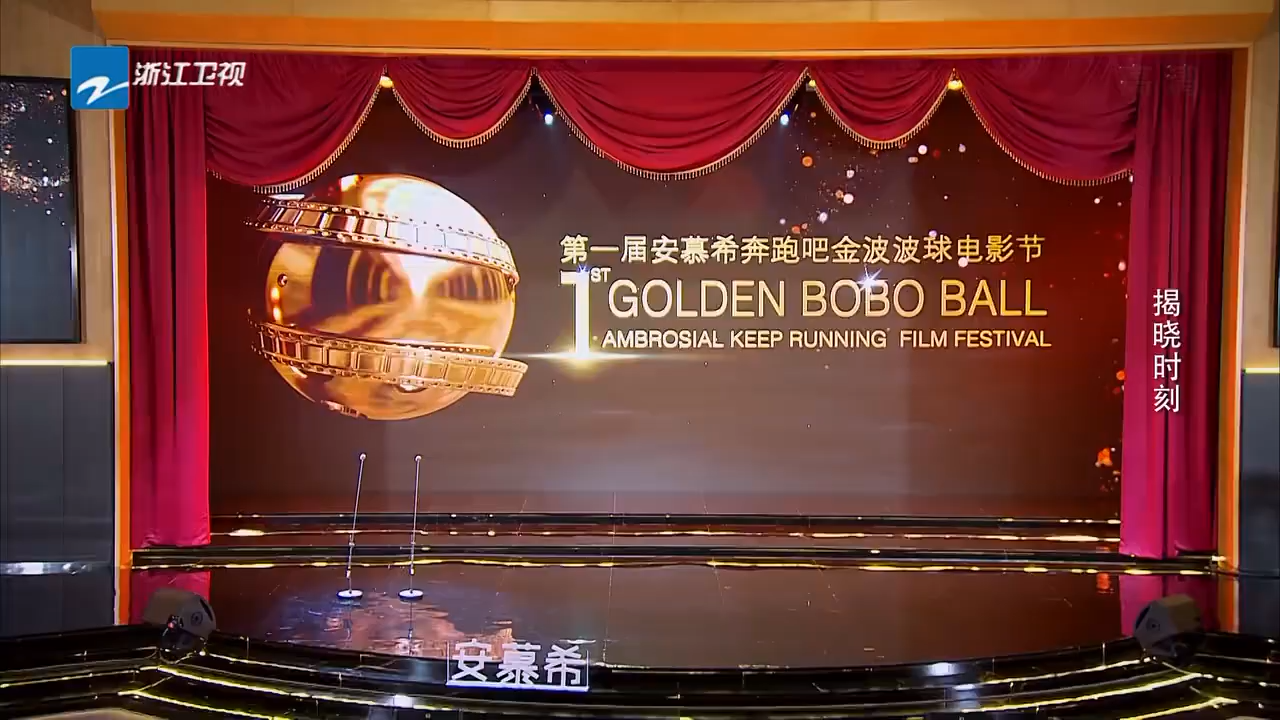 浙江卫视
第一届安慕希奔跑吧金波波球电影节
1ST GOLDEN BOBO BALL
AMBROSIAL KEEP RUNNING FILM FESTIVAL
揭晓时刻
安慕希